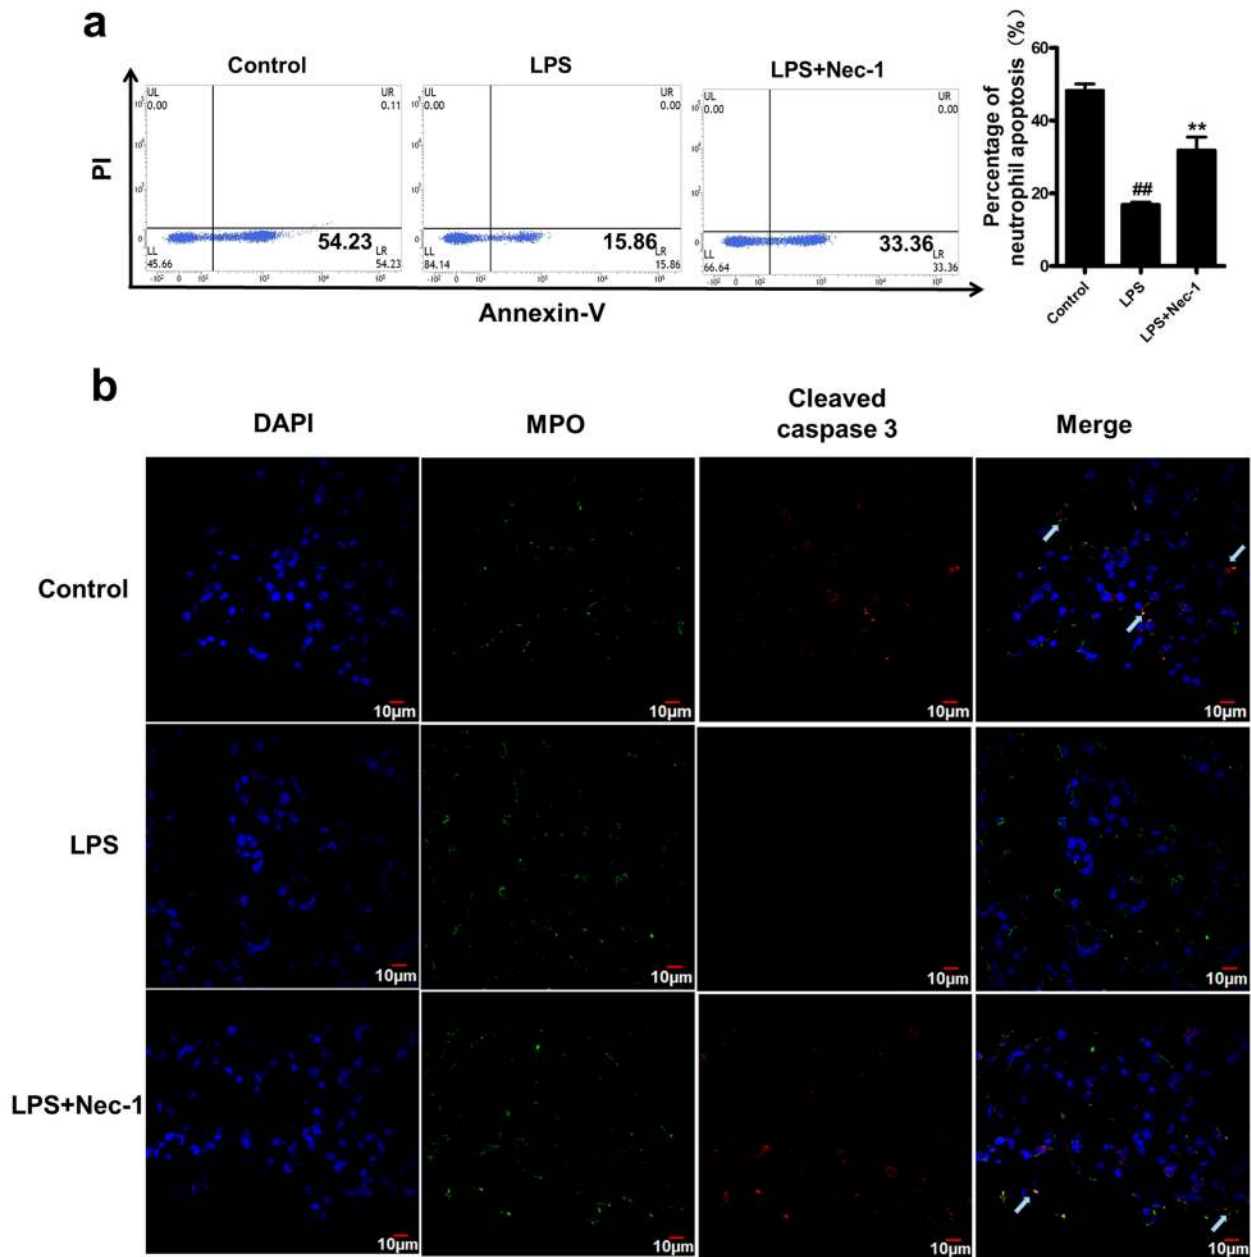 a
Control
LPS
LPS+Nec-1
PI
UL
0.00
UR
0.11
54.23
LL
45.66
LR
54.23
UL
0.00
UR
0.00
15.86
LL
84.14
LR
15.86
UL
0.00
UR
0.00
33.36
LL
66.64
LR
33.36
Annexin-V
Percentage of
neutrophil apoptosis (%)
60
40
20
0
##
**
Control
LPS
LPS+Nec-1
b
DAPI
MPO
Cleaved
caspase 3
Merge
Control
10µm
10µm
10µm
10µm
LPS
10µm
10µm
10µm
10µm
LPS+Nec-1
10µm
10µm
10µm
10µm